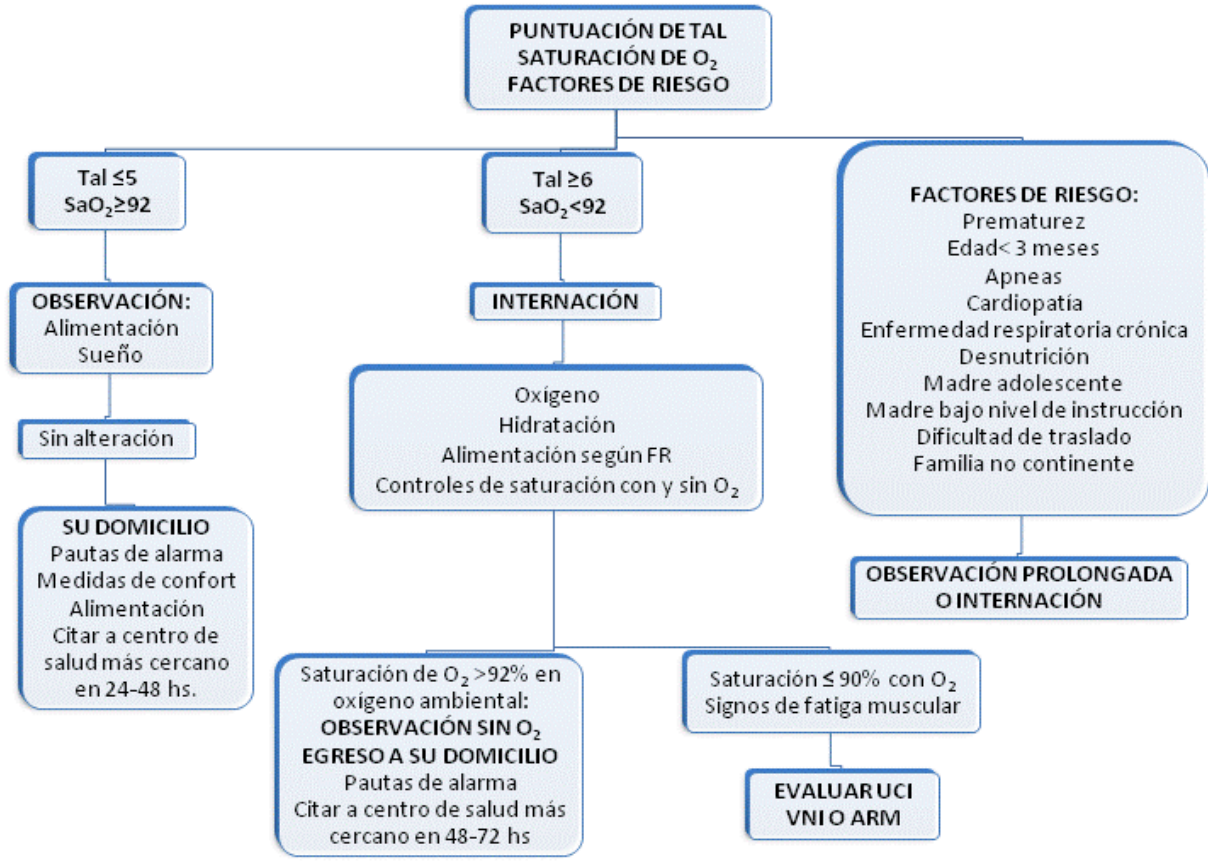 PUNTUACIÓN DE TAL
SATURACIÓN DE O₂
FACTORES DE RIESGO
Tal ≤5
SaO₂≥92
OBSERVACIÓN:
Alimentación
Sueño
Sin alteración
SU DOMICILIO
Pautas de alarma
Medidas de confort
Alimentación
Citar a centro de
salud más cercano
en 24-48 hs.
Tal ≥6
SaO₂<92
INTERNACIÓN
Oxígeno
Hidratación
Alimentación según FR
Controles de saturación con y sin O₂
Saturación de O₂ >92% en
oxígeno ambiental:
OBSERVACIÓN SIN O₂
EGRESO A SU DOMICILIO
Pautas de alarma
Citar a centro de salud más
cercano en 48-72 hs
Saturación ≤ 90% con O₂
Signos de fatiga muscular
EVALUAR UCI
VNI O ARM
FACTORES DE RIESGO:
Prematurez
Edad< 3 meses
Apneas
Cardiopatía
Enfermedad respiratoria crónica
Desnutrición
Madre adolescente
Madre bajo nivel de instrucción
Dificultad de traslado
Familia no continente
OBSERVACIÓN PROLONGADA
O INTERNACIÓN